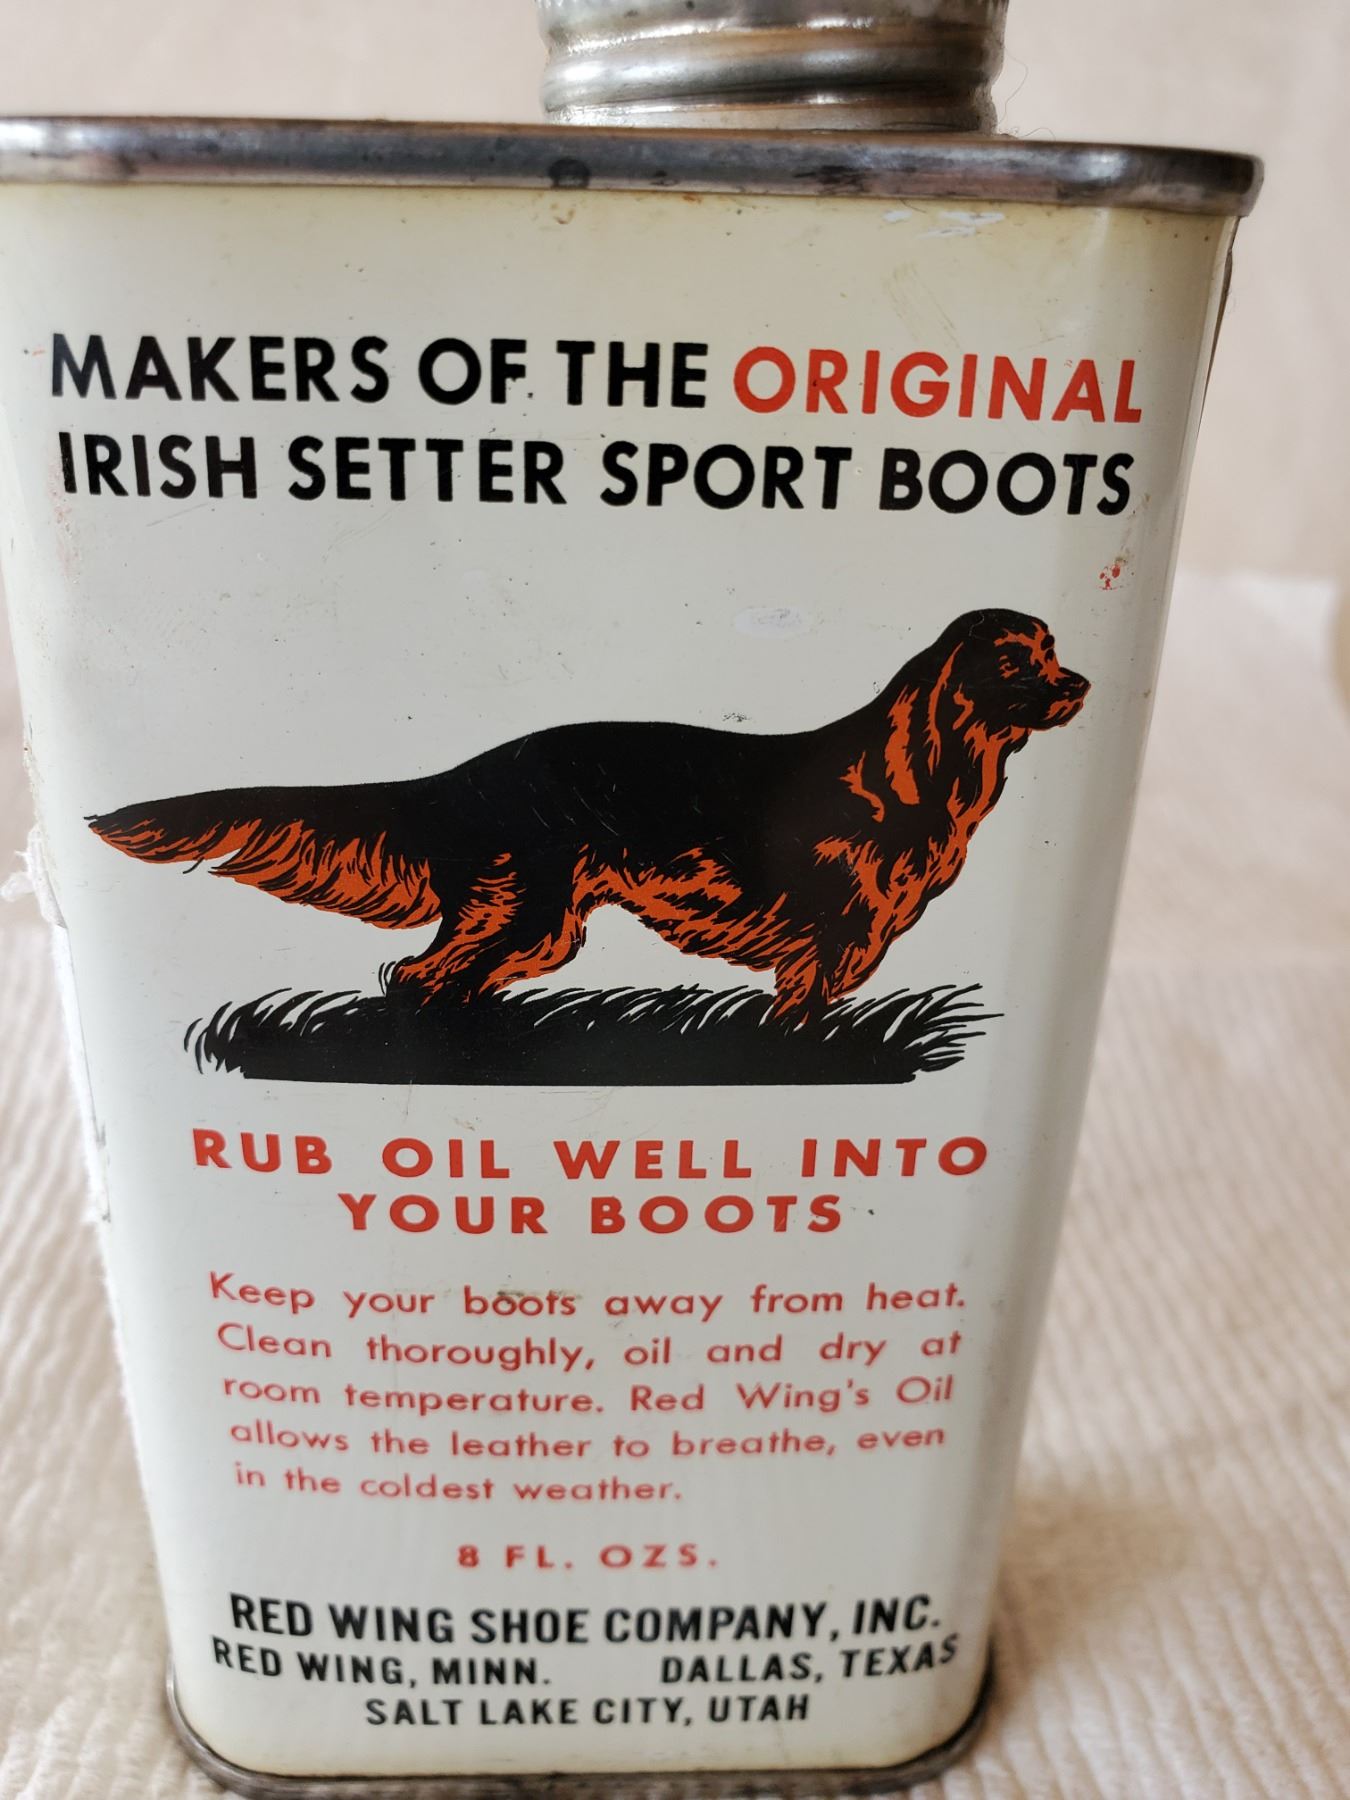 MAKERS OF THE ORIGINAL
IRISH SETTER SPORT BOOTS
RUB OIL WELL INTO
YOUR BOOTS
Keep your boots away from heat.
Clean thoroughly, oil and dry at
room temperature. Red Wing's Oil
allows the leather to breathe, even
in the coldest weather.
8 FL. OZS.
RED WING SHOE COMPANY, INC.
RED WING, MINN. DALLAS, TEXAS
SALT LAKE CITY, UTAH